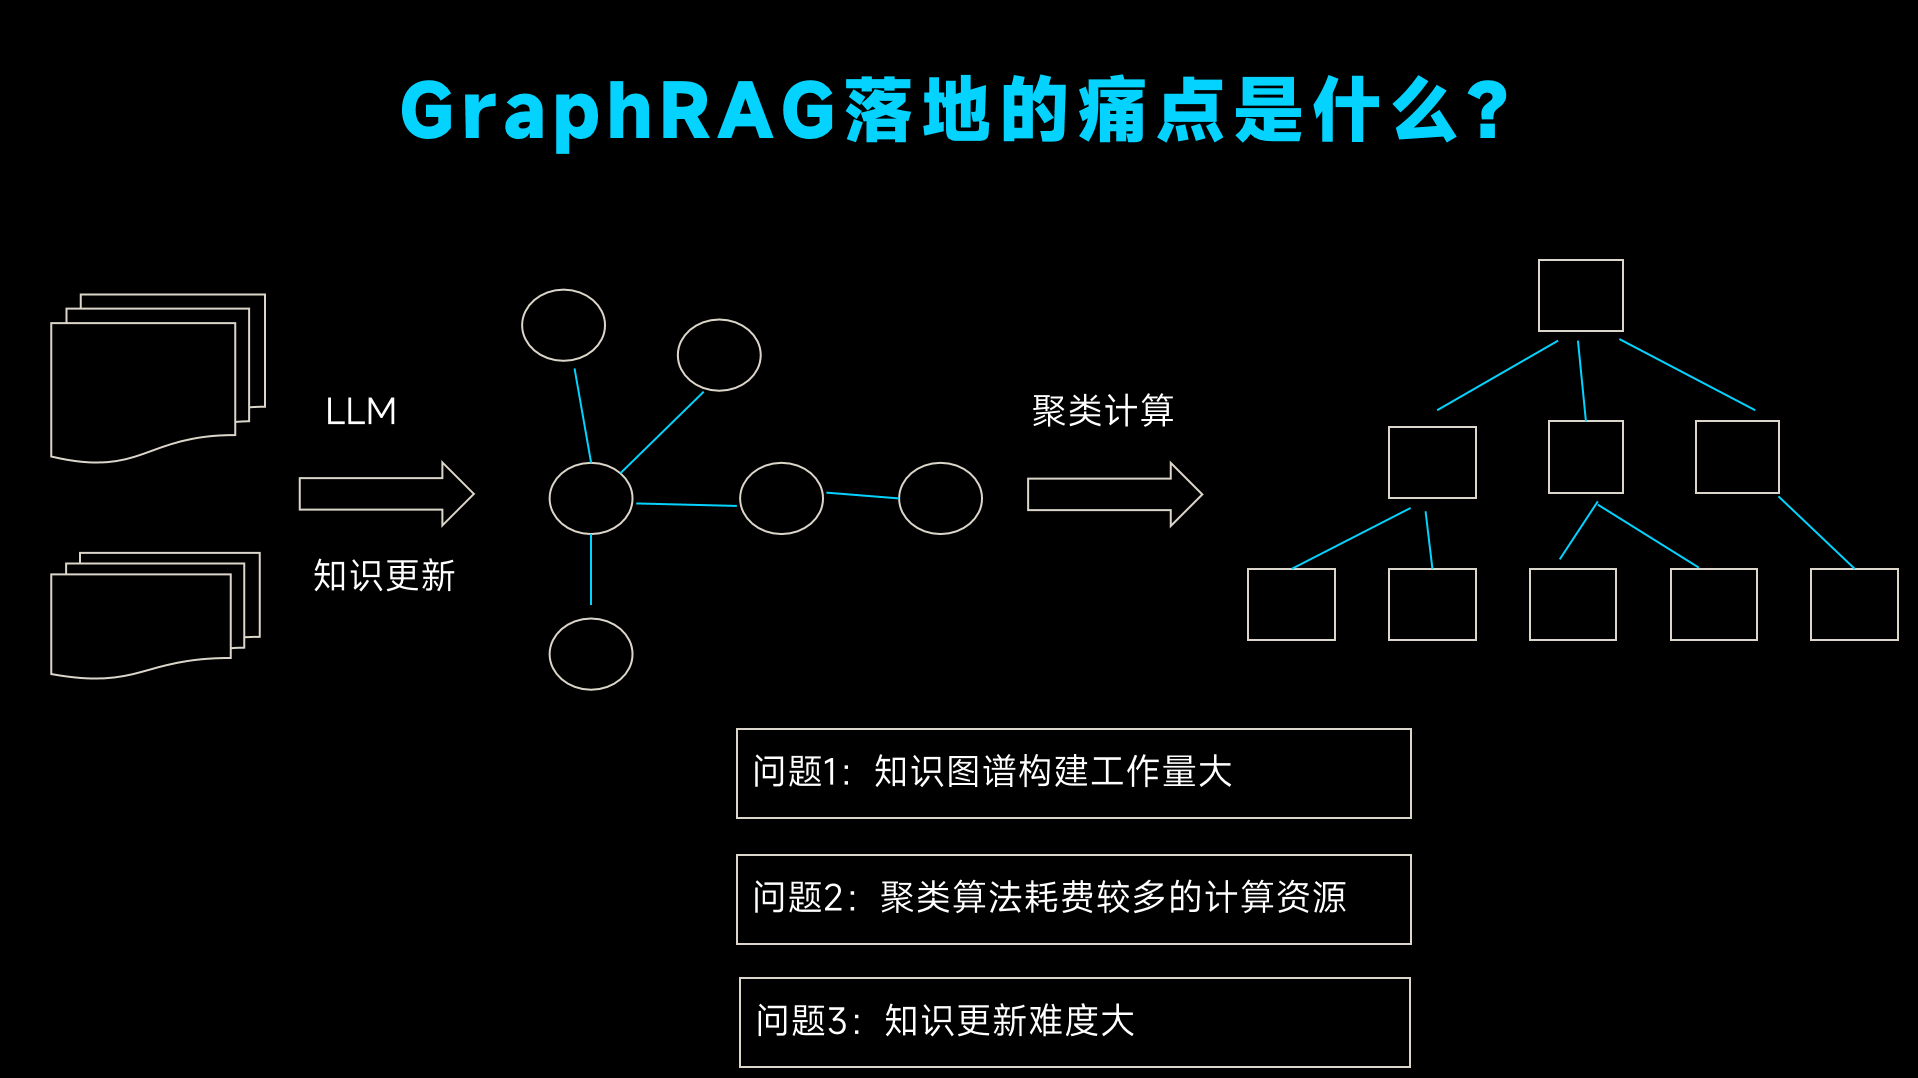 GraphRAG落地的痛点是什么?
LLM
知识更新
聚类计算
问题1：知识图谱构建工作量大
问题2：聚类算法耗费较多的计算资源
问题3：知识更新难度大